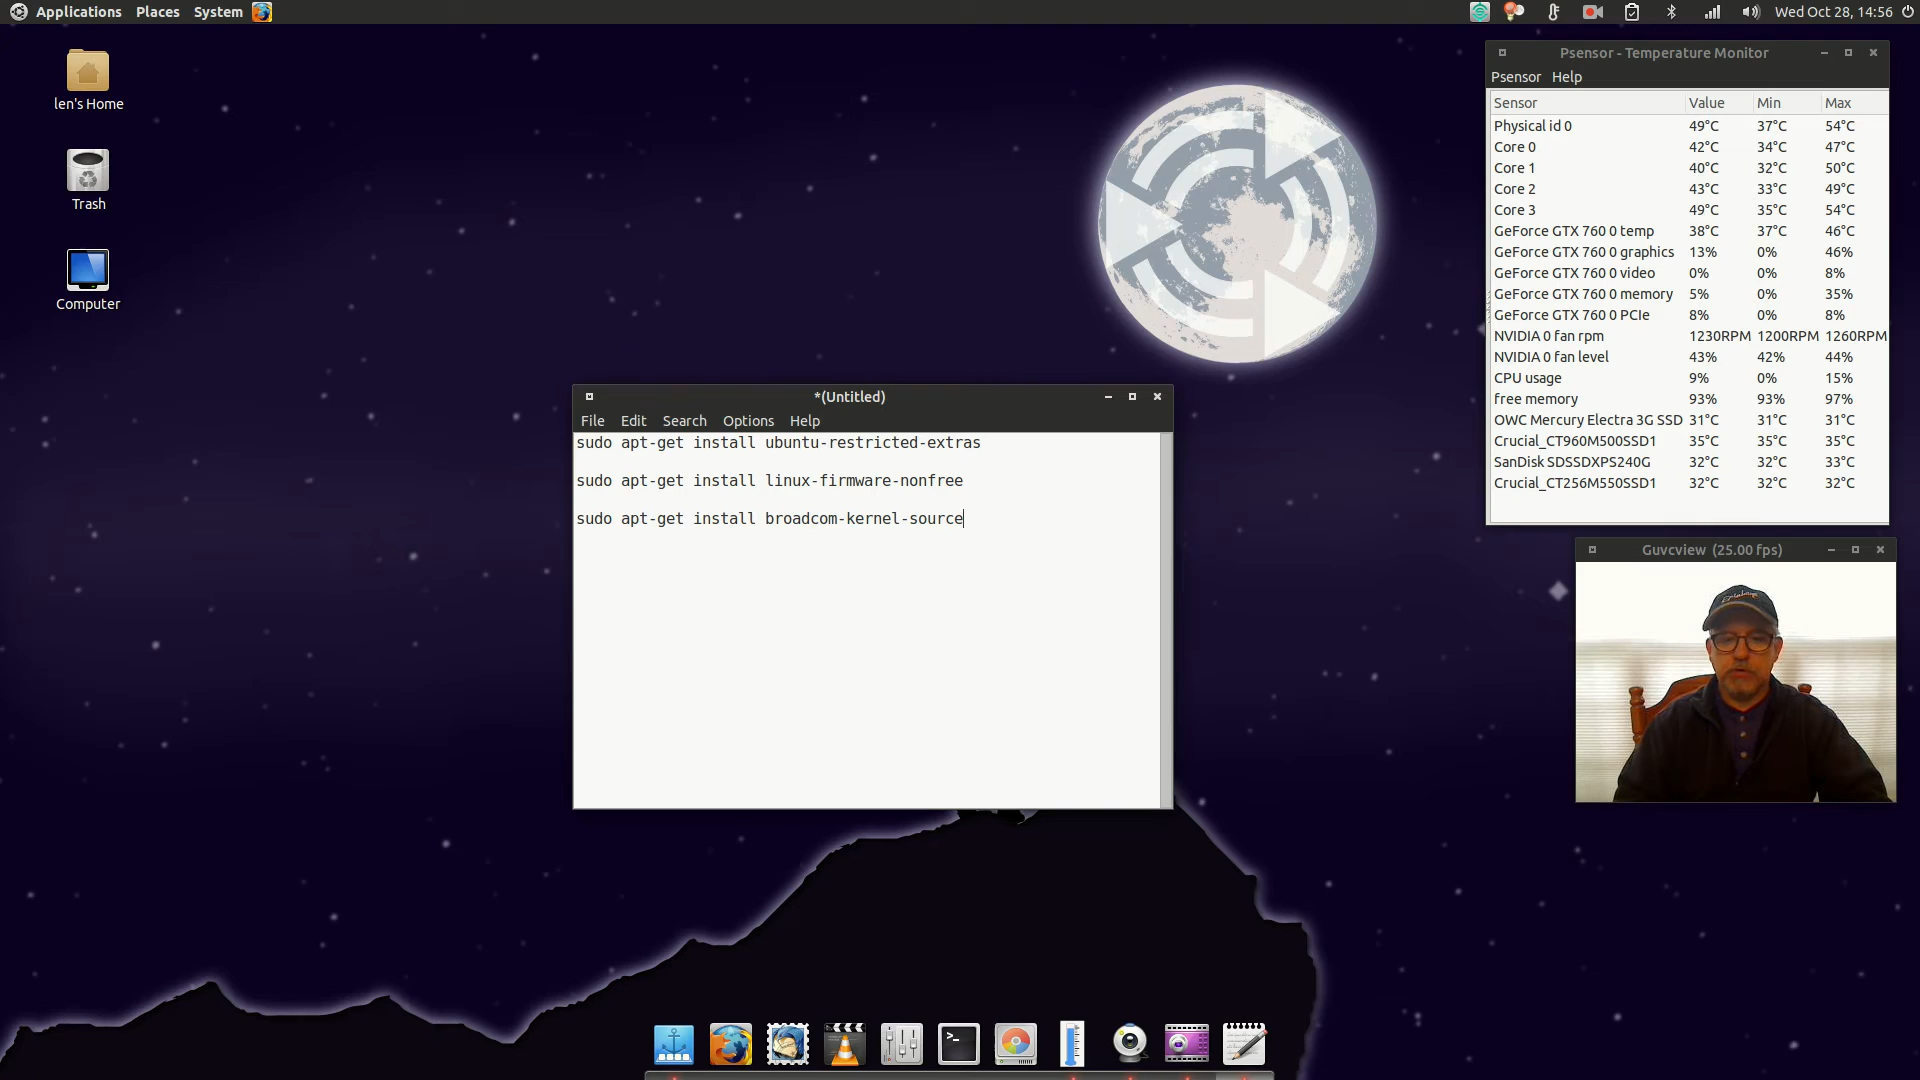 Applications Places System
Wed Oct 28, 14:56
len's Home
Trash
Computer
Psensor - Temperature Monitor
Psensor Help
Sensor Value Min Max
Physical id 0 49°C 37°C 54°C
Core 0 42°C 34°C 47°C
Core 1 40°C 32°C 50°C
Core 2 43°C 33°C 49°C
Core 3 49°C 35°C 54°C
GeForce GTX 760 0 temp 38°C 37°C 46°C
GeForce GTX 760 0 graphics 13% 0% 46%
GeForce GTX 760 0 video 0% 0% 8%
GeForce GTX 760 0 memory 5% 0% 35%
GeForce GTX 760 0 PCIe 8% 0% 8%
NVIDIA 0 fan rpm 1230RPM 1200RPM 1260RPM
NVIDIA 0 fan level 43% 42% 44%
CPU usage 9% 0% 15%
free memory 93% 93% 97%
OWC Mercury Electra 3G SSD 31°C 31°C 31°C
Crucial_CT960M500SSD1 35°C 35°C 35°C
SanDisk SDSSDXPS240G 32°C 32°C 33°C
Crucial_CT256M550SSD1 32°C 32°C 32°C
*(Untitled)
File Edit Search Options Help
sudo apt-get install ubuntu-restricted-extras
sudo apt-get install linux-firmware-nonfree
sudo apt-get install broadcom-kernel-source
Guvcview (25.00 fps)